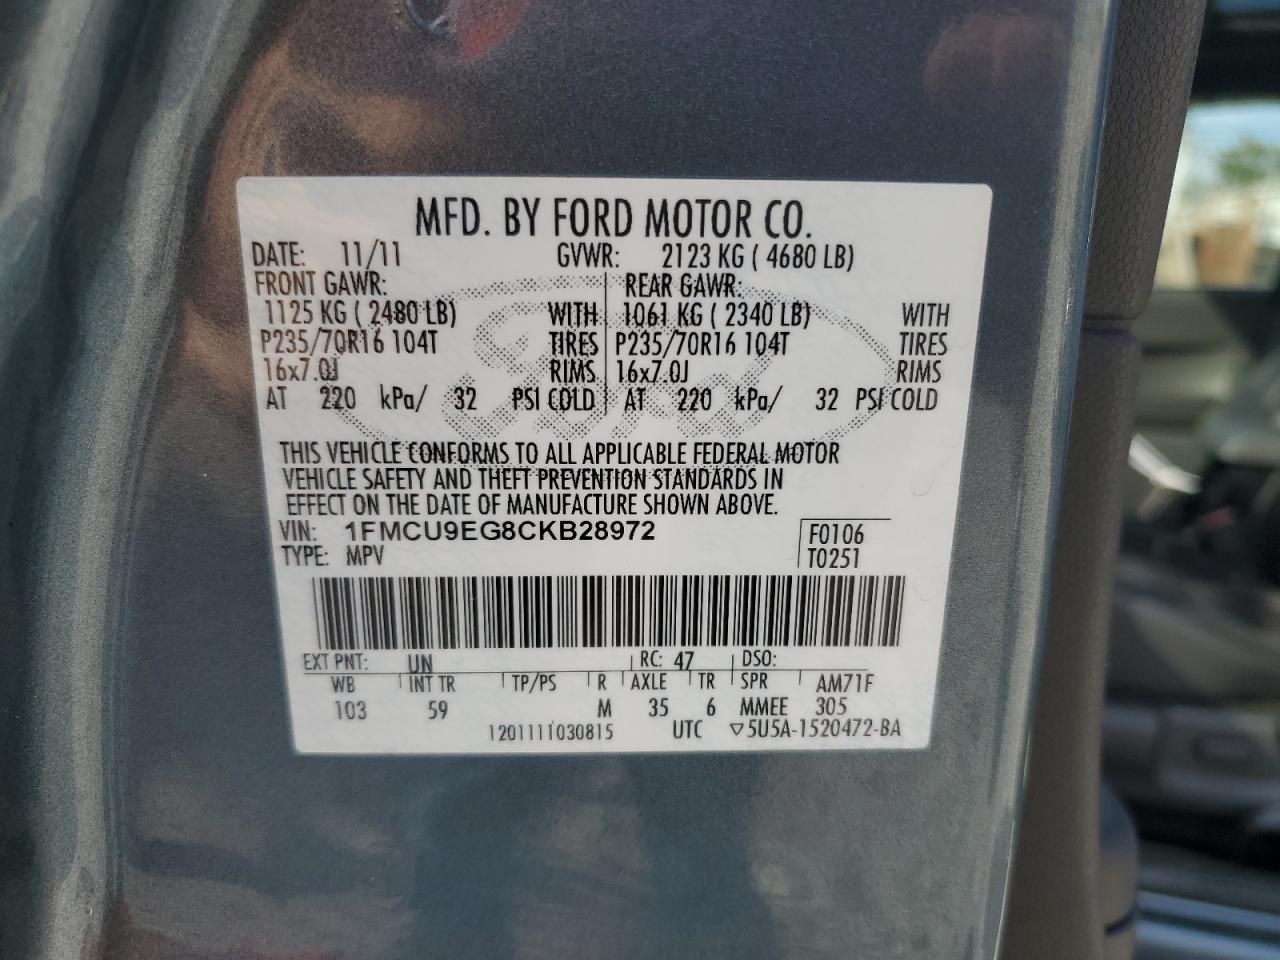 MFD. BY FORD MOTOR CO.
DATE: 11/11 GVWR: 2123 KG ( 4680 LB)
FRONT GAWR: REAR GAWR:
1125 KG ( 2480 LB) WITH 1061 KG ( 2340 LB) WITH
P235/70R16 104T TIRES P235/70R16 104T TIRES
16x7.0J RIMS 16x7.0J RIMS
AT 220 kPa/ 32 PSI COLD AT 220 kPa/ 32 PSI COLD
THIS VEHICLE CONFORMS TO ALL APPLICABLE FEDERAL MOTOR
VEHICLE SAFETY AND THEFT PREVENTION STANDARDS IN
EFFECT ON THE DATE OF MANUFACTURE SHOWN ABOVE.
VIN: 1FMCU9EG8CKB28972 F0106
TYPE: MPV T0251
EXT PNT: UN RC: 47 DSO:
WB INT TR TP/PS R AXLE TR SPR AM71F
103 59 M 35 6 MMEE 305
1201111030815 UTC ▽5U5A-1520472-BA